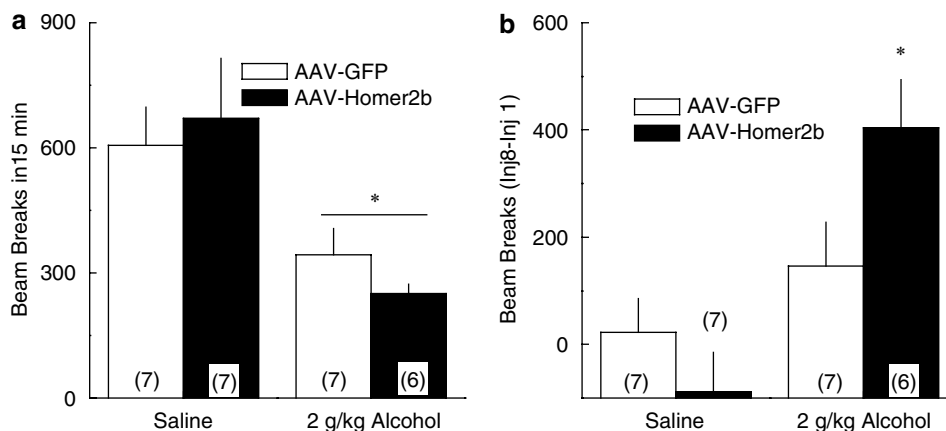 a
900
600
300
0
Beam Breaks in15 min
AAV-GFP
AAV-Homer2b
*
(7)
(7)
(7)
(6)
Saline
2 g/kg Alcohol
b
600
400
200
0
Beam Breaks (Inj8-Inj 1)
AAV-GFP
AAV-Homer2b
*
(7)
(7)
(7)
(6)
Saline
2 g/kg Alcohol